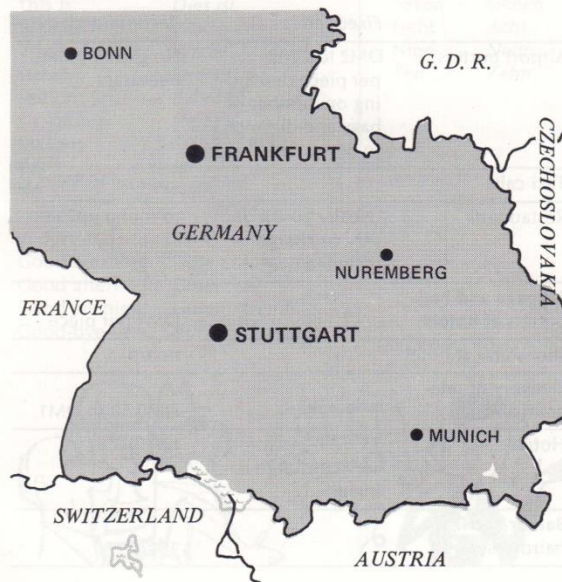 BONN
G. D. R.
FRANKFURT
CZECHOSLOVAKIA
GERMANY
NUREMBERG
FRANCE
STUTTGART
MUNICH
SWITZERLAND
AUSTRIA